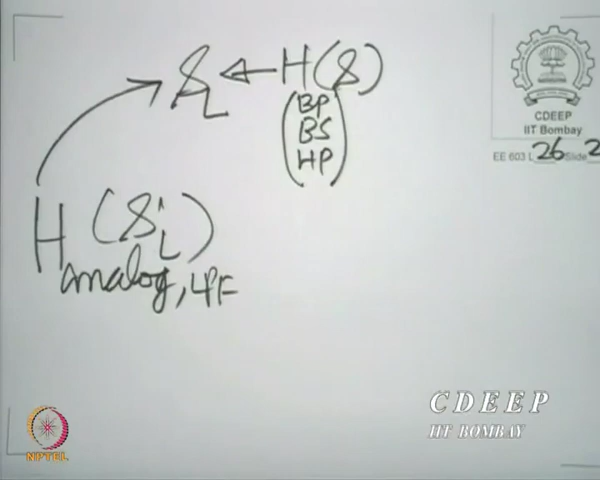 S_L ← H(S)
(BP
BS
HP)
H (S_L)
analog, LPF
CDEEP
IIT Bombay
EE 603 L 26 Slide 2
CDEEP
IIT BOMBAY
NPTEL